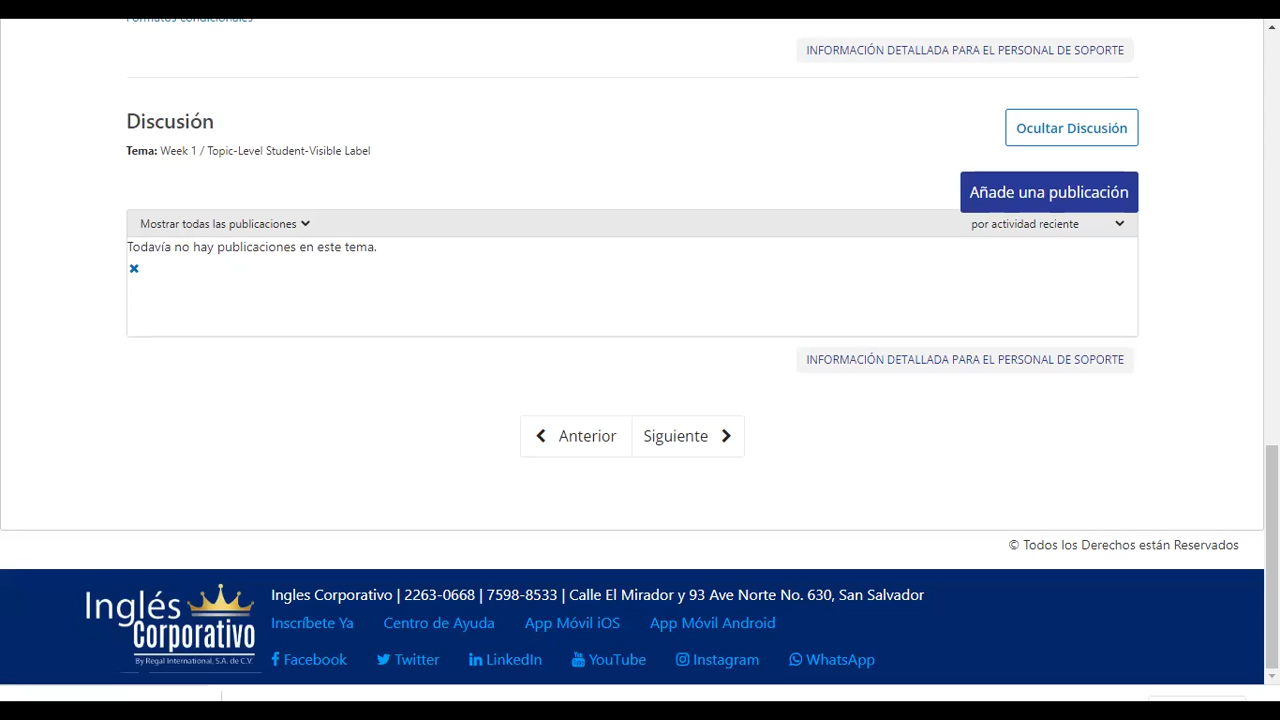 Formatos condicionales
INFORMACIÓN DETALLADA PARA EL PERSONAL DE SOPORTE
Discusión
Ocultar Discusión
Tema: Week 1 / Topic-Level Student-Visible Label
Añade una publicación
Mostrar todas las publicaciones
por actividad reciente
Todavía no hay publicaciones en este tema.
INFORMACIÓN DETALLADA PARA EL PERSONAL DE SOPORTE
Anterior
Siguiente
© Todos los Derechos están Reservados
Inglés
Corporativo
By Regal International, S.A. de C.V.
Ingles Corporativo | 2263-0668 | 7598-8533 | Calle El Mirador y 93 Ave Norte No. 630, San Salvador
Inscríbete Ya Centro de Ayuda App Móvil iOS App Móvil Android
Facebook Twitter LinkedIn YouTube Instagram WhatsApp